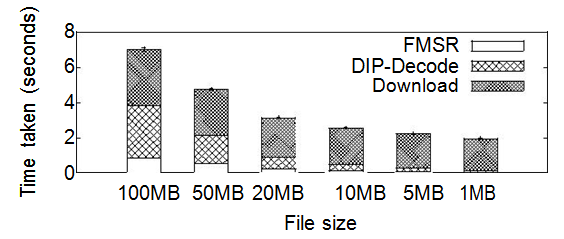 8
6
4
2
0
Time taken (seconds)
FMSR
DIP-Decode
Download
100MB 50MB 20MB 10MB 5MB 1MB
File size